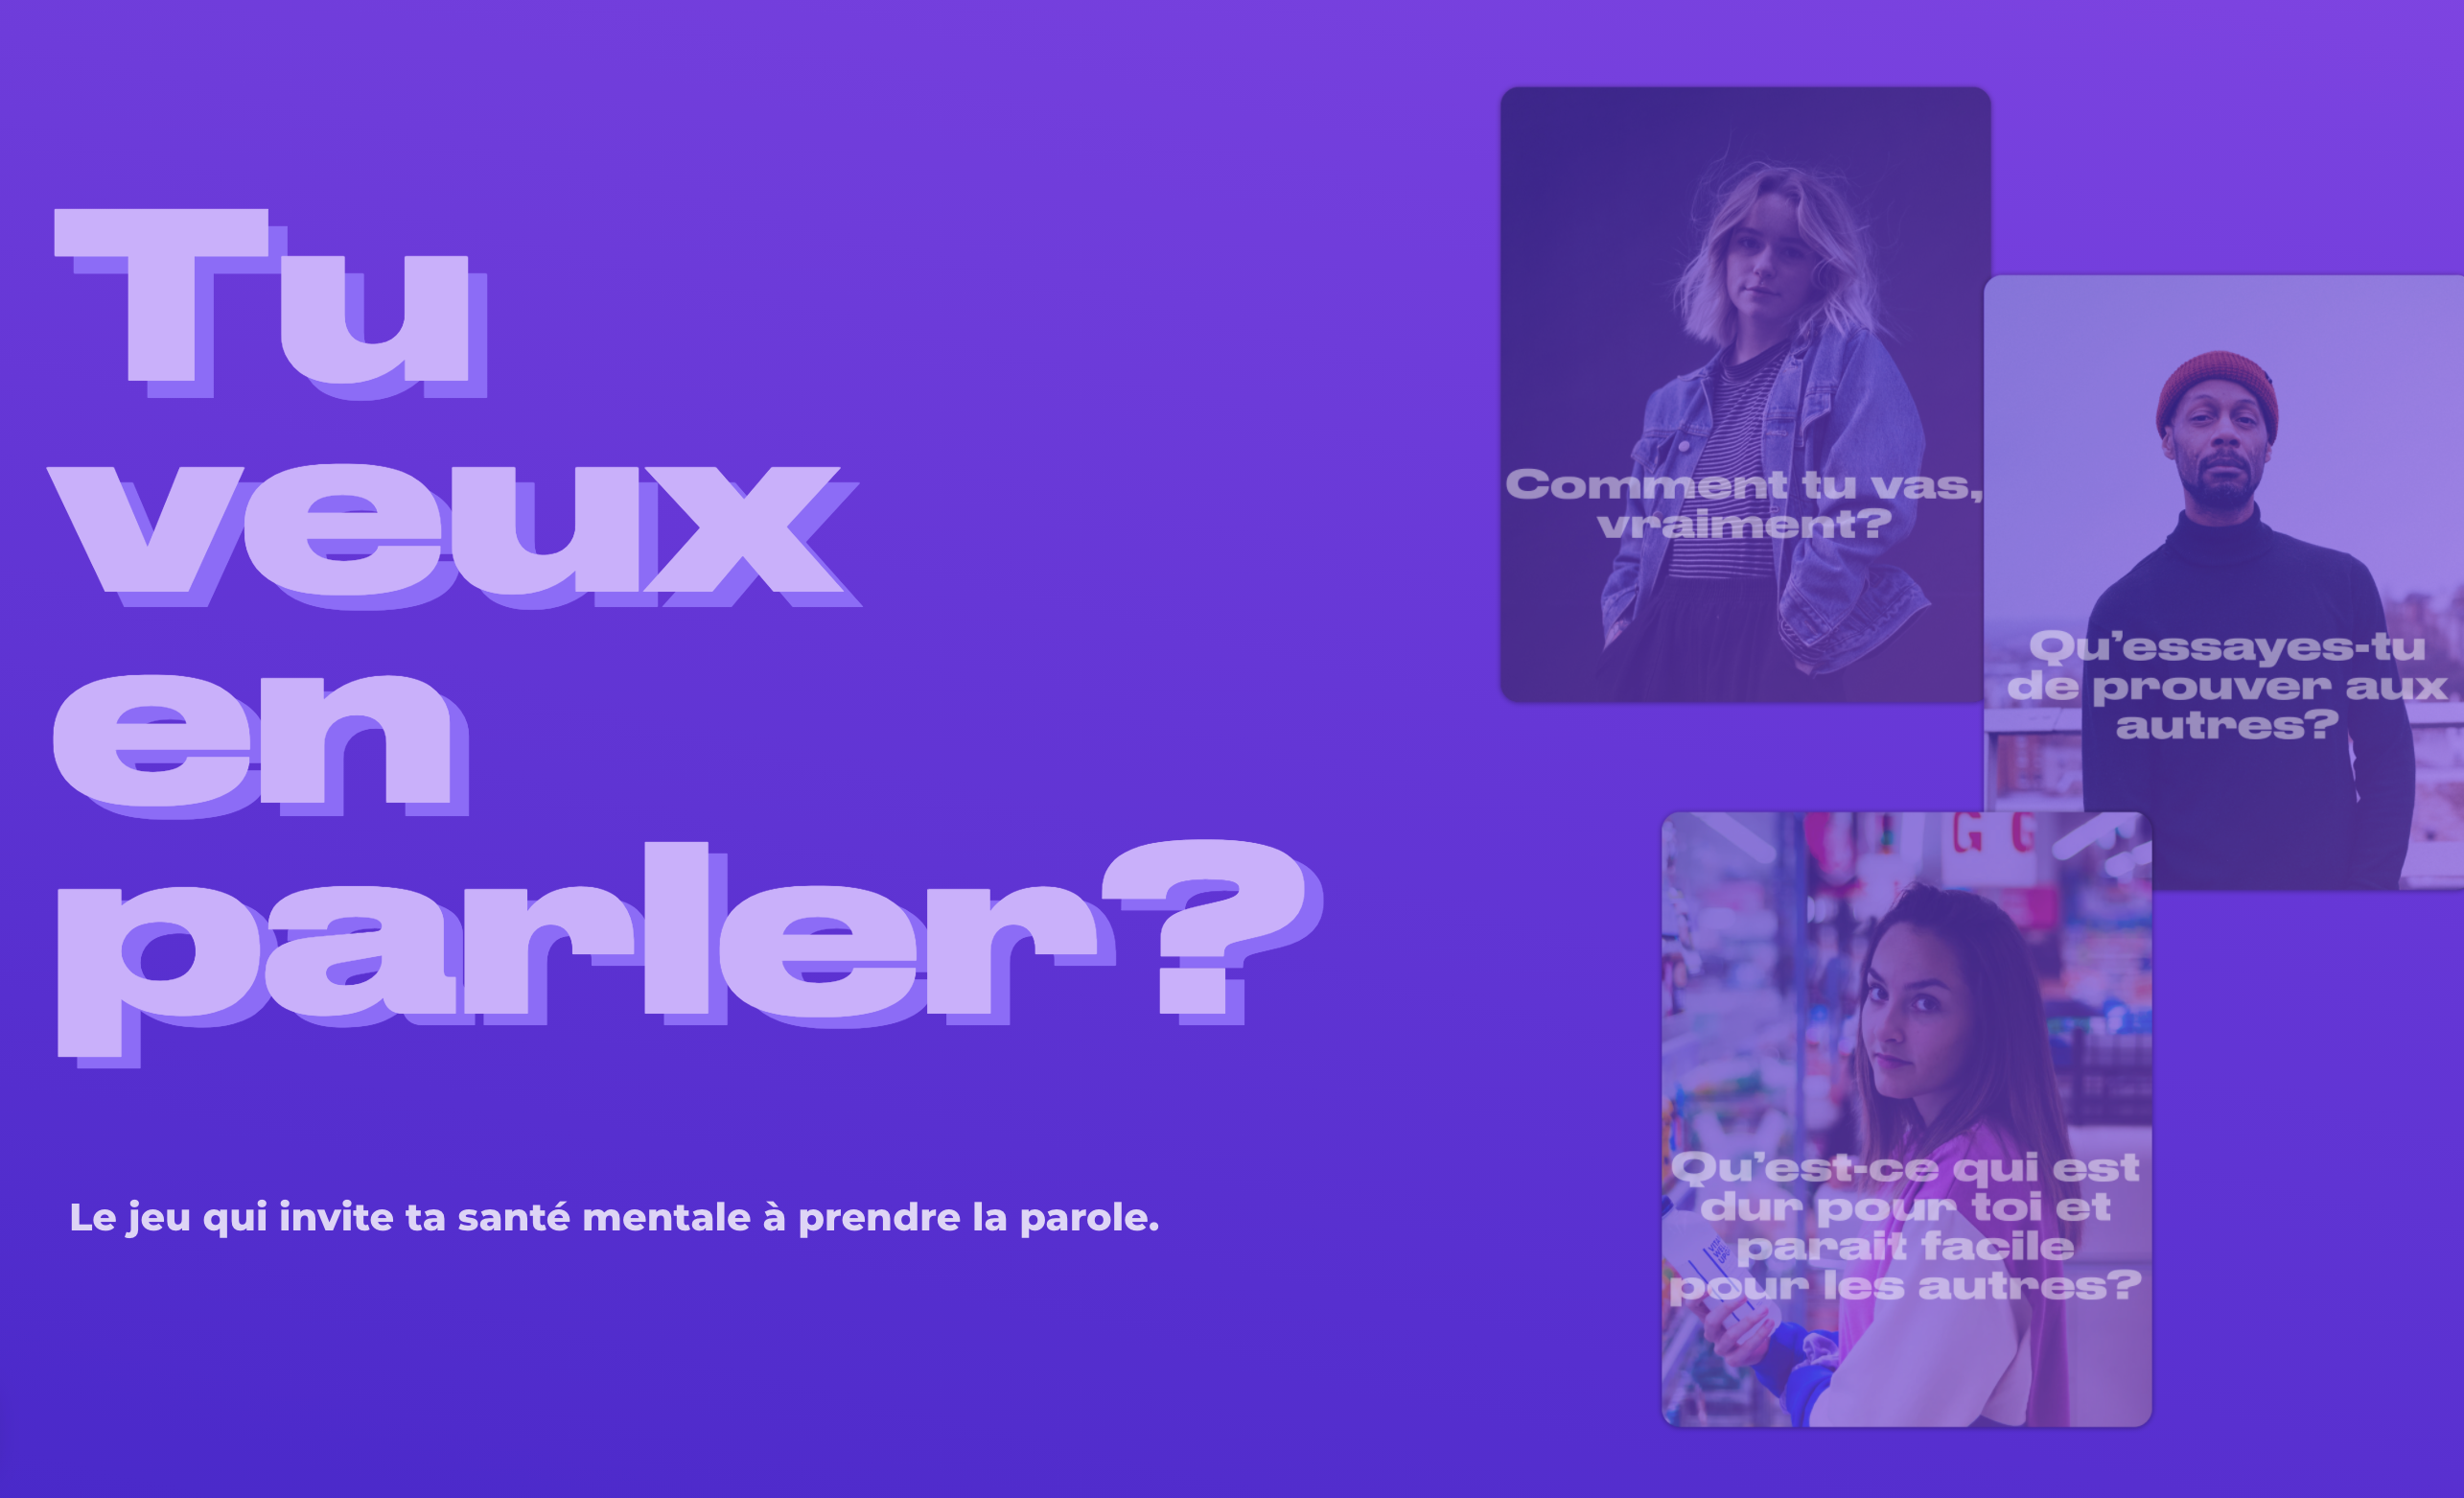 Tu
veux
en
parler?
Le jeu qui invite ta santé mentale à prendre la parole.
Comment tu vas,
vraiment?
Qu'essayes-tu
de prouver aux
autres?
G G
Qu'est-ce qui est
dur pour toi et
parait facile
pour les autres?